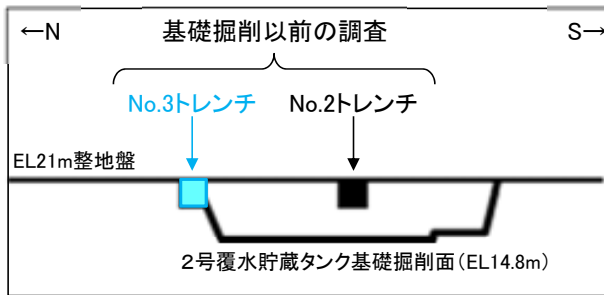 ←N 基礎掘削以前の調査 S→
No.3トレンチ No.2トレンチ
EL21m整地盤
２号覆水貯蔵タンク基礎掘削面（EL14.8m）